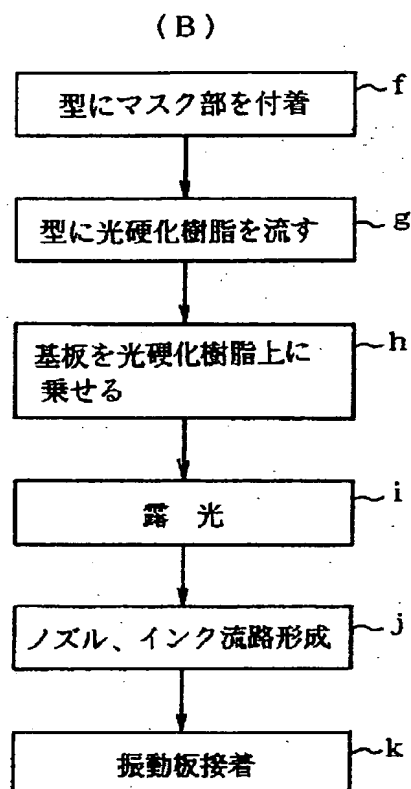 (B)
型にマスク部を付着
f
型に光硬化樹脂を流す
g
基板を光硬化樹脂上に
乗せる
h
露 光
i
ノズル、インク流路形成
j
振動板接着
k